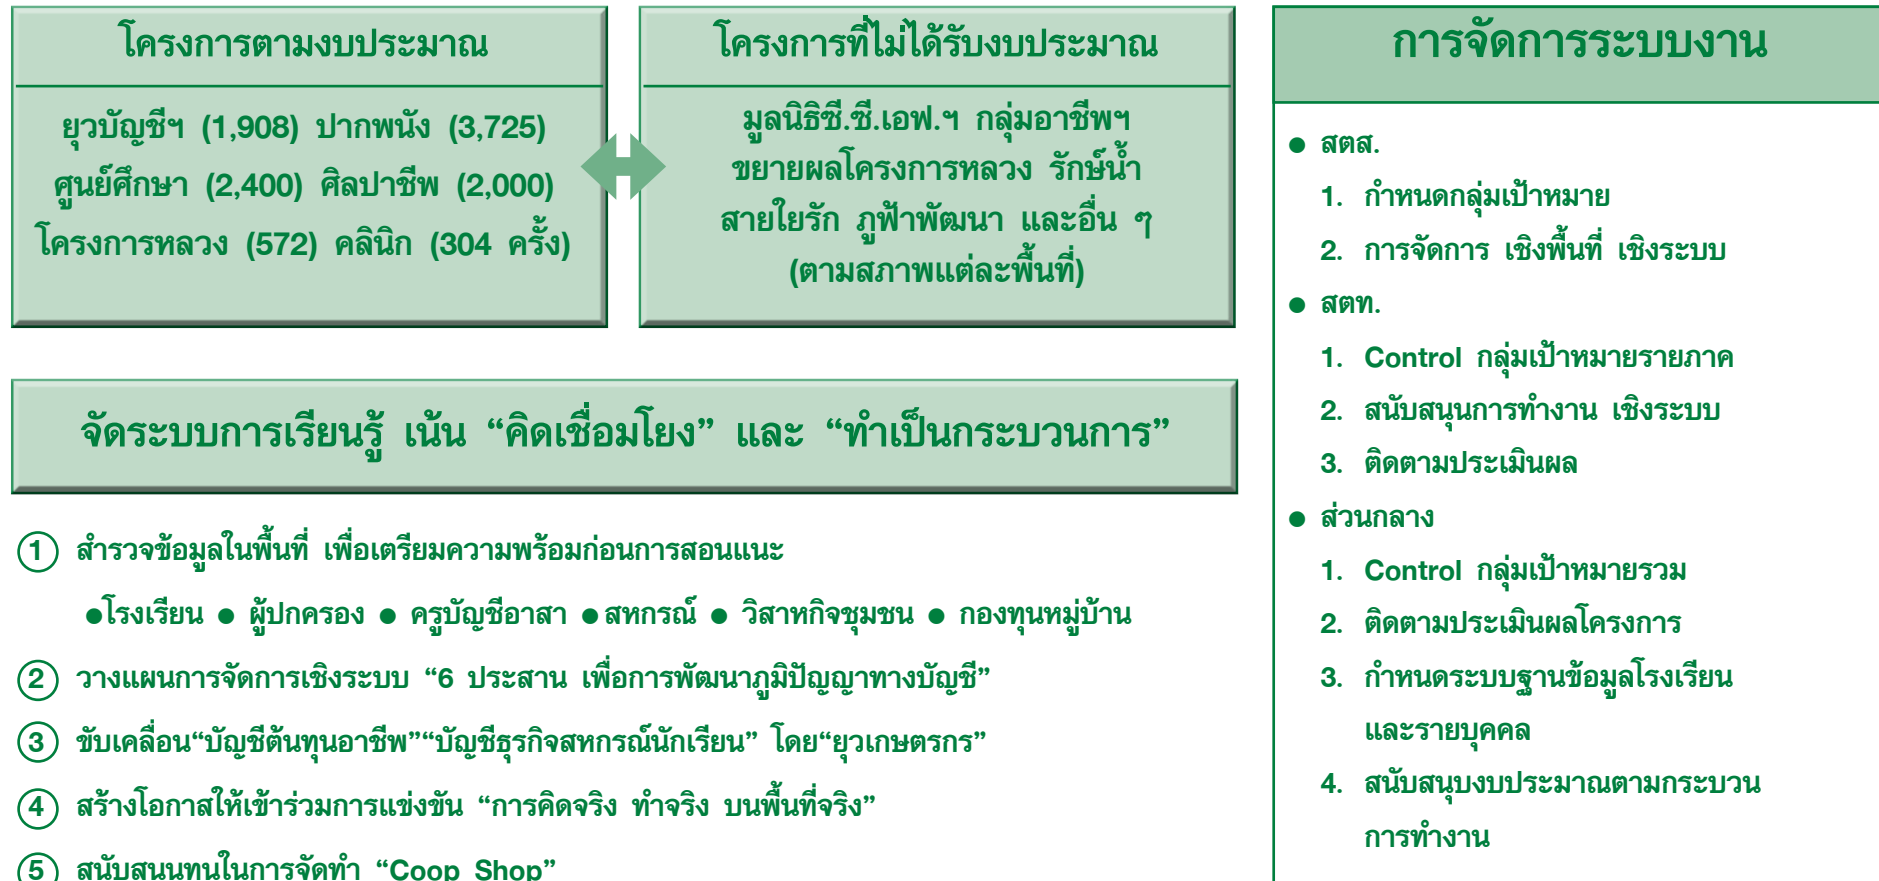 โครงการตามงบประมาณ
ยุวบัญชีฯ (1,908) ปากพนัง (3,725)
ศูนย์ศึกษา (2,400) ศิลปาชีพ (2,000)
โครงการหลวง (572) คลินิก (304 ครั้ง)
โครงการที่ไม่ได้รับงบประมาณ
มูลนิธิซี.ซี.เอฟ.ฯ กลุ่มอาชีพฯ
ขยายผลโครงการหลวง รักษ์น้ำ
สายใยรัก ภูฟ้าพัฒนา และอื่น ๆ
(ตามสภาพแต่ละพื้นที่)
จัดระบบการเรียนรู้ เน้น “คิดเชื่อมโยง” และ “ทำเป็นกระบวนการ”
1 สำรวจข้อมูลในพื้นที่ เพื่อเตรียมความพร้อมก่อนการสอนแนะ
●โรงเรียน ● ผู้ปกครอง ● ครูบัญชีอาสา ●สหกรณ์ ● วิสาหกิจชุมชน ● กองทุนหมู่บ้าน
2 วางแผนการจัดการเชิงระบบ “6 ประสาน เพื่อการพัฒนาภูมิปัญญาทางบัญชี”
3 ขับเคลื่อน“บัญชีต้นทุนอาชีพ”“บัญชีธุรกิจสหกรณ์นักเรียน” โดย“ยุวเกษตรกร”
4 สร้างโอกาสให้เข้าร่วมการแข่งขัน “การคิดจริง ทำจริง บนพื้นที่จริง”
5 สนับสนุนทุนในการจัดทำ “Coop Shop”
การจัดการระบบงาน
● สตส.
1. กำหนดกลุ่มเป้าหมาย
2. การจัดการ เชิงพื้นที่ เชิงระบบ
● สตท.
1. Control กลุ่มเป้าหมายรายภาค
2. สนับสนุนการทำงาน เชิงระบบ
3. ติดตามประเมินผล
● ส่วนกลาง
1. Control กลุ่มเป้าหมายรวม
2. ติดตามประเมินผลโครงการ
3. กำหนดระบบฐานข้อมูลโรงเรียน
และรายบุคคล
4. สนับสนุบงบประมาณตามกระบวน
การทำงาน